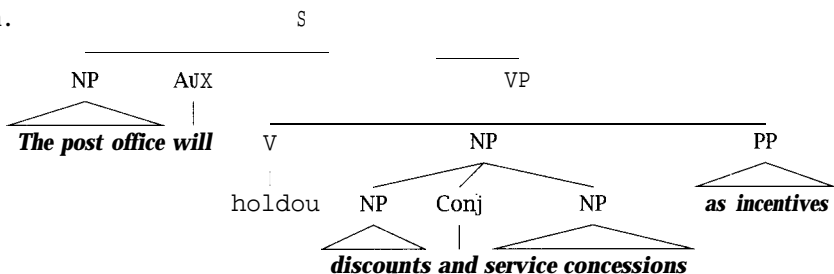 . S
NP AUX VP
The post office will V NP PP
holdou NP Conj NP as incentives
discounts and service concessions